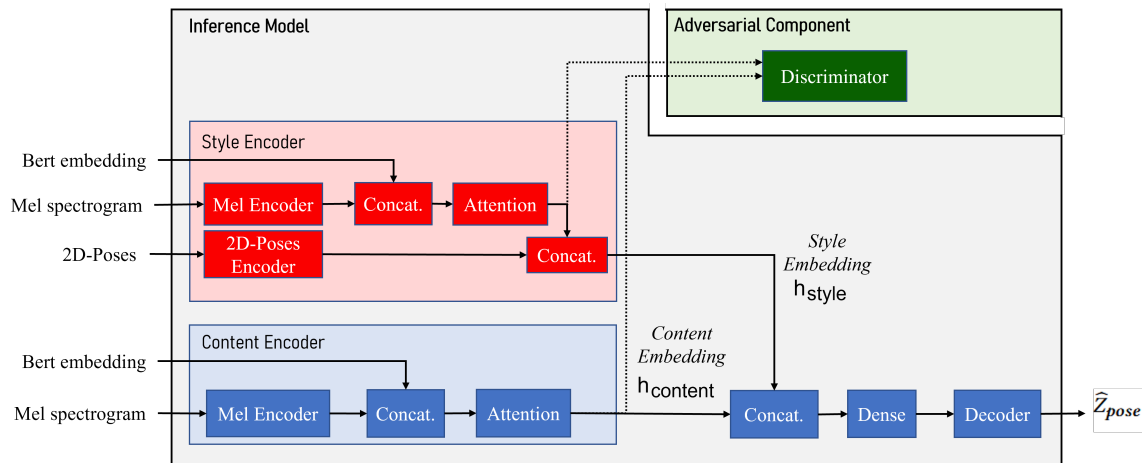 Inference Model
Adversarial Component
Discriminator
Style Encoder
Bert embedding
Mel spectrogram
Mel Encoder
Concat.
Attention
2D-Poses
2D-Poses
Encoder
Concat.
Style
Embedding
hstyle
Content Encoder
Bert embedding
Content
Embedding
hcontent
Mel spectrogram
Mel Encoder
Concat.
Attention
Concat.
Dense
Decoder
Ẑpose